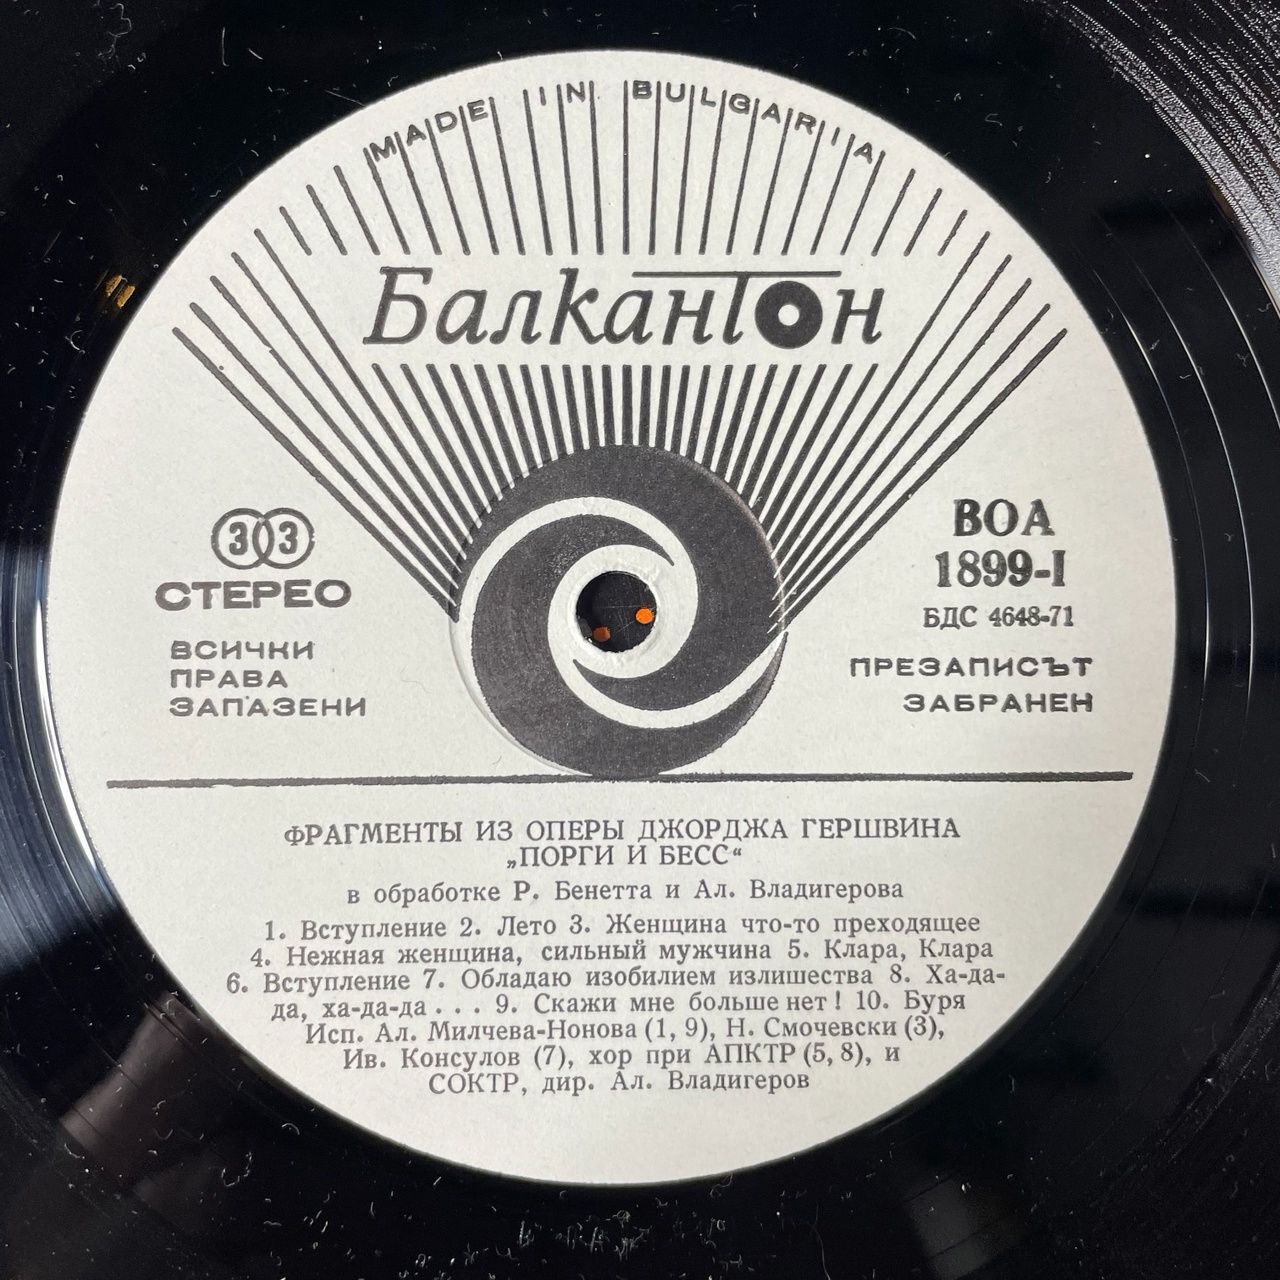 MADE IN BULGARIA
Балкантон
33
СТЕРЕО
ВСИЧКИ
ПРАВА
ЗАПАЗЕНИ
ВОА
1899-I
БДС 4648-71
ПРЕЗАПИСЪТ
ЗАБРАНЕН
ФРАГМЕНТЫ ИЗ ОПЕРЫ ДЖОРДЖА ГЕРШВИНА
„ПОРГИ И БЕСС“
в обработке Р. Бенетта и Ал. Владигерова
1. Вступление 2. Лето 3. Женщина что-то преходящее
4. Нежная женщина, сильный мужчина 5. Клара, Клара
6. Вступление 7. Обладаю изобилием излишества 8. Ха-да-
да, ха-да-да . . . 9. Скажи мне больше нет! 10. Буря
Исп. Ал. Милчева-Нонова (1, 9), Н. Смочевски (3),
Ив. Консулов (7), хор при АПКТР (5, 8), и
СОКТР, дир. Ал. Владигеров